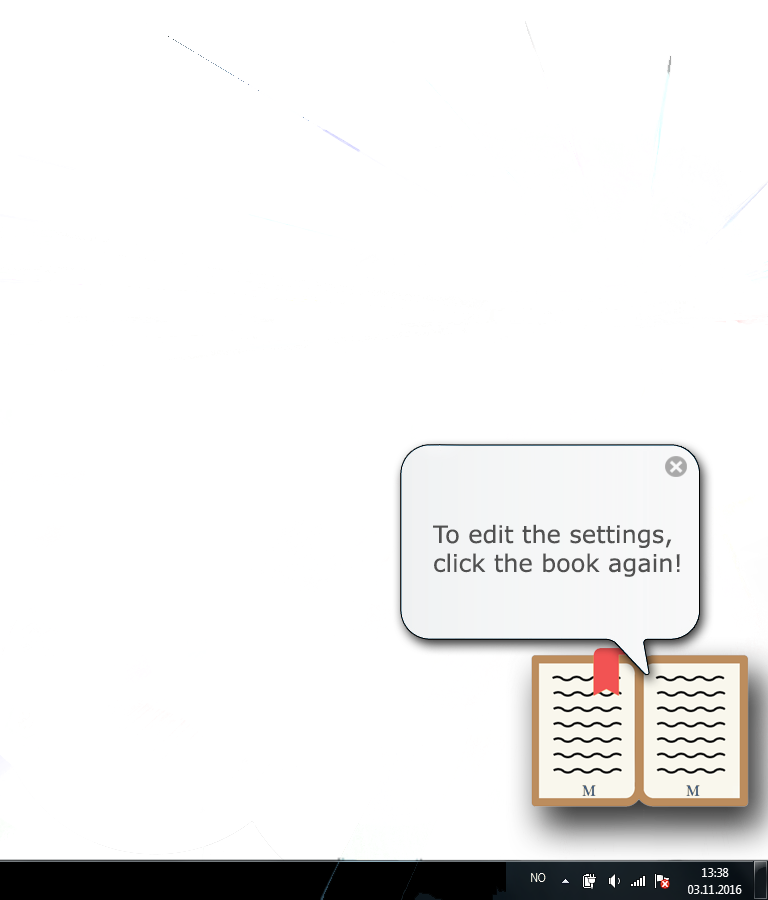 To edit the settings,
click the book again!
M M
NO
13:38
03.11.2016